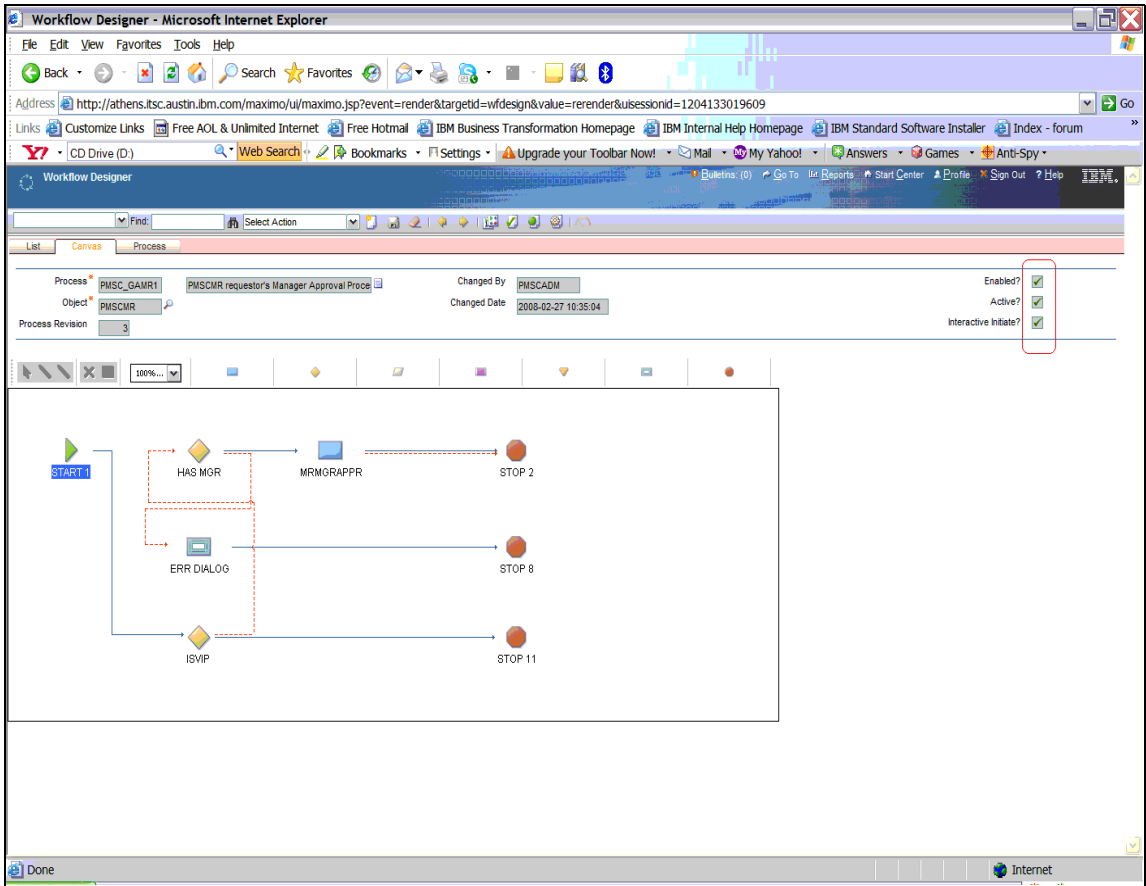 Workflow Designer - Microsoft Internet Explorer
File Edit View Favorites Tools Help
Back Search Favorites
Address http://athens.itsc.austin.ibm.com/maximo/ui/maximo.jsp?event=render&targetid=wfdesign&value=rerender&uisessionid=1204133019609 Go
Links Customize Links Free AOL & Unlimited Internet Free Hotmail IBM Business Transformation Homepage IBM Internal Help Homepage IBM Standard Software Installer Index - forum »
Y7 CD Drive (D:) Web Search Bookmarks Settings Upgrade your Toolbar Now! Mail My Yahoo! Answers Games Anti-Spy
Workflow Designer Bulletins: (0) Go To Reports Start Center Profile Sign Out ? Help IBM.
Find: Select Action
List Canvas Process
Process* PMSC_GAMR1 PMSCMR requestor's Manager Approval Proce Changed By PMSCADM Enabled?
Object* PMSCMR Changed Date 2008-02-27 10:35:04 Active?
Process Revision 3 Interactive Initiate?
100%...
START 1 HAS MGR MRMGRAPPR STOP 2
ERR DIALOG STOP 8
ISVIP STOP 11
Done Internet